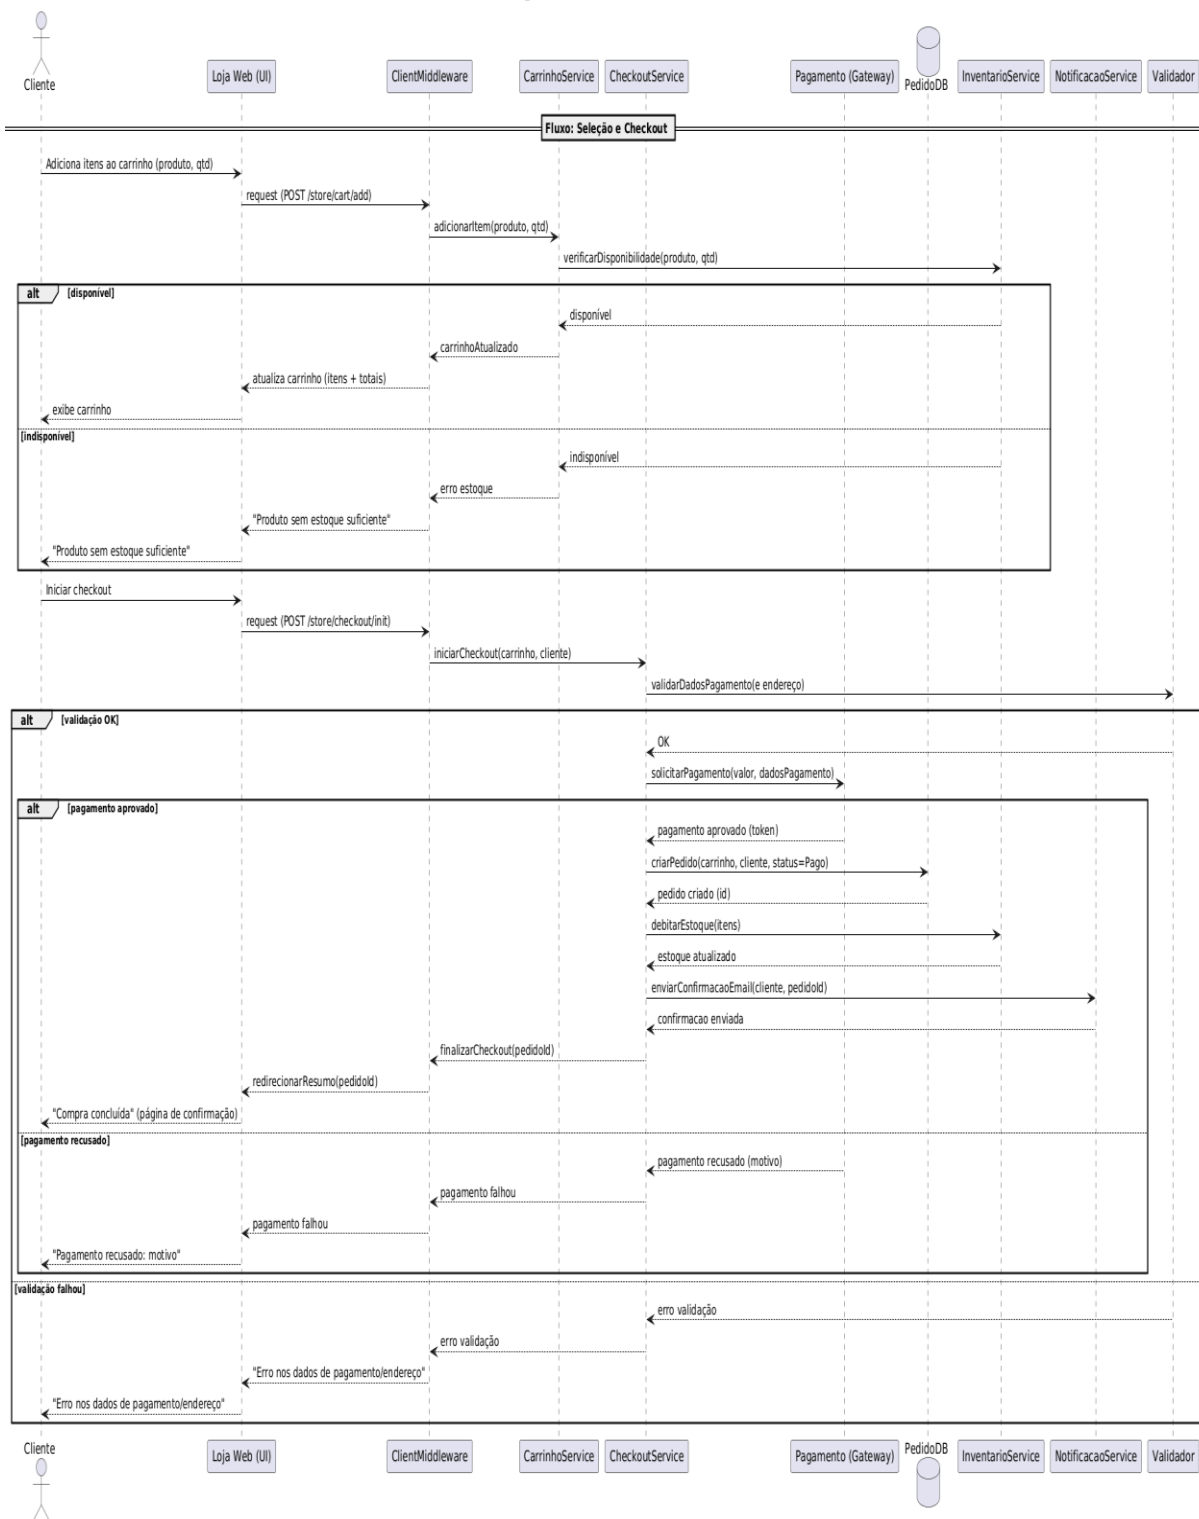 Cliente
Loja Web (UI)
ClientMiddleware
CarrinhoService
CheckoutService
Pagamento (Gateway)
PedidoDB
InventarioService
NotificacaoService
Validador
Fluxo: Seleção e Checkout
Adiciona itens ao carrinho (produto, qtd)
request (POST /store/cart/add)
adicionarItem(produto, qtd)
verificarDisponibilidade(produto, qtd)
alt [disponível]
disponível
carrinhoAtualizado
atualiza carrinho (itens + totais)
exibe carrinho
[indisponível]
indisponível
erro estoque
"Produto sem estoque suficiente"
"Produto sem estoque suficiente"
Iniciar checkout
request (POST /store/checkout/init)
iniciarCheckout(carrinho, cliente)
validarDadosPagamento(e endereço)
alt [validação OK]
OK
solicitarPagamento(valor, dadosPagamento)
alt [pagamento aprovado]
pagamento aprovado (token)
criarPedido(carrinho, cliente, status=Pago)
pedido criado (id)
debitarEstoque(itens)
estoque atualizado
enviarConfirmacaoEmail(cliente, pedidoId)
confirmacao enviada
finalizarCheckout(pedidoId)
redirecionarResumo(pedidoId)
"Compra concluída" (página de confirmação)
[pagamento recusado]
pagamento recusado (motivo)
pagamento falhou
pagamento falhou
"Pagamento recusado: motivo"
[validação falhou]
erro validação
erro validação
"Erro nos dados de pagamento/endereço"
"Erro nos dados de pagamento/endereço"
Cliente
Loja Web (UI)
ClientMiddleware
CarrinhoService
CheckoutService
Pagamento (Gateway)
PedidoDB
InventarioService
NotificacaoService
Validador